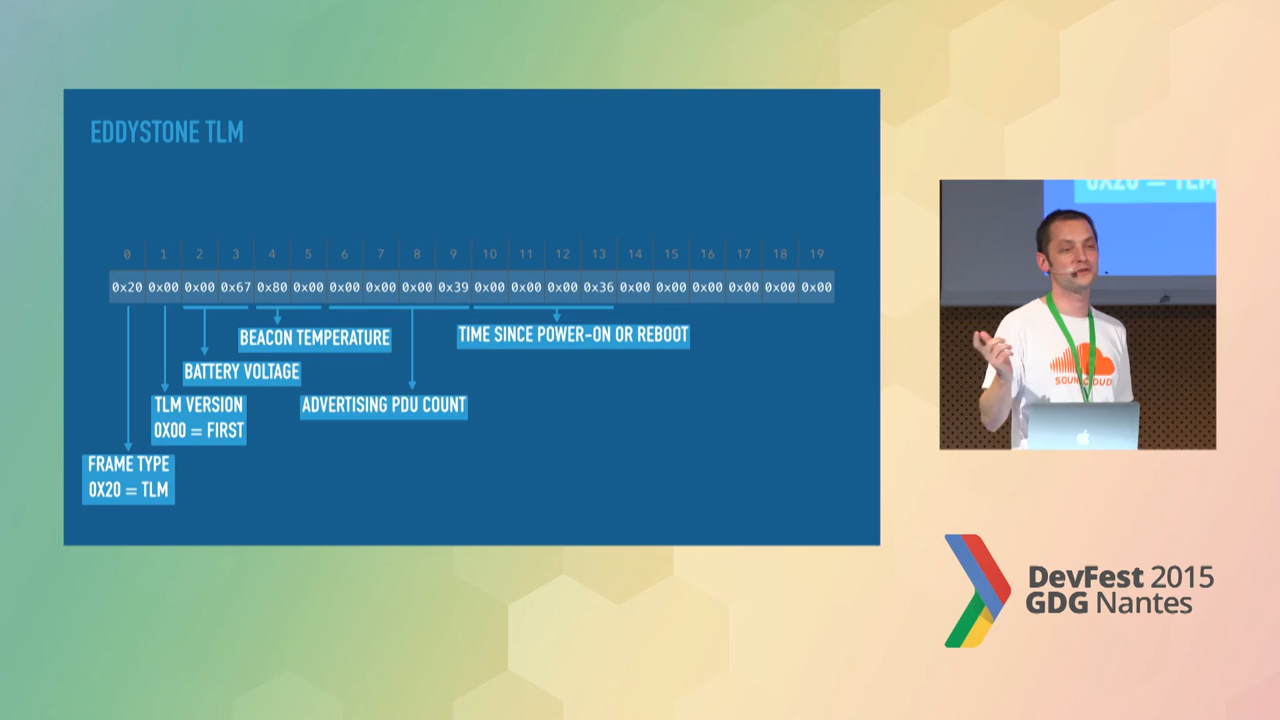 EDDYSTONE TLM
0 1 2 3 4 5 6 7 8 9 10 11 12 13 14 15 16 17 18 19
0x20 0x00 0x00 0x67 0x80 0x00 0x00 0x00 0x00 0x39 0x00 0x00 0x00 0x36 0x00 0x00 0x00 0x00 0x00 0x00
BEACON TEMPERATURE
TIME SINCE POWER-ON OR REBOOT
BATTERY VOLTAGE
TLM VERSION
0X00 = FIRST
ADVERTISING PDU COUNT
FRAME TYPE
0X20 = TLM
0X20 = TLM
SOUNDCLOUD
DevFest 2015
GDG Nantes